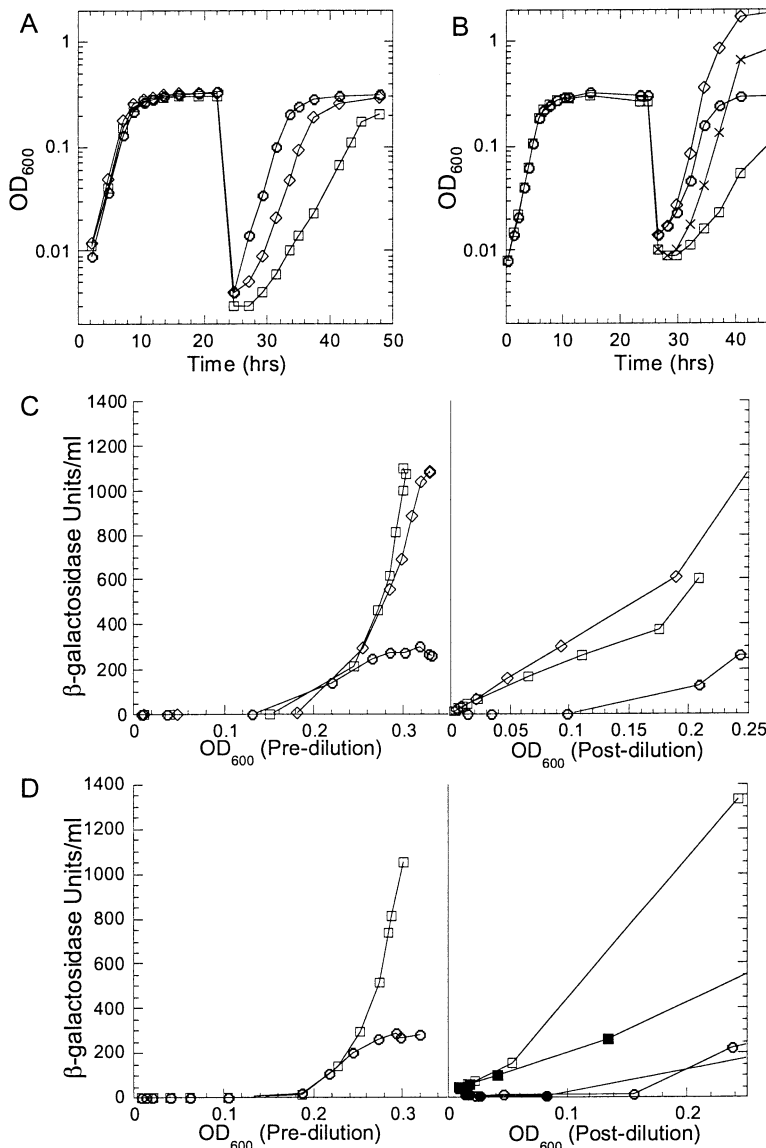 A
B
1
0.1
0.01
OD600
0 10 20 30 40 50
Time (hrs)
1
0.1
0.01
OD600
0 10 20 30 40
Time (hrs)
C
1400
1200
1000
800
600
400
200
0
β-galactosidase Units/ml
0 0.1 0.2 0.3
OD600 (Pre-dilution)
0 0.05 0.1 0.15 0.2 0.25
OD600 (Post-dilution)
D
1400
1200
1000
800
600
400
200
0
β-galactosidase Units/ml
0 0.1 0.2 0.3
OD600 (Pre-dilution)
0 0.1 0.2
OD600 (Post-dilution)